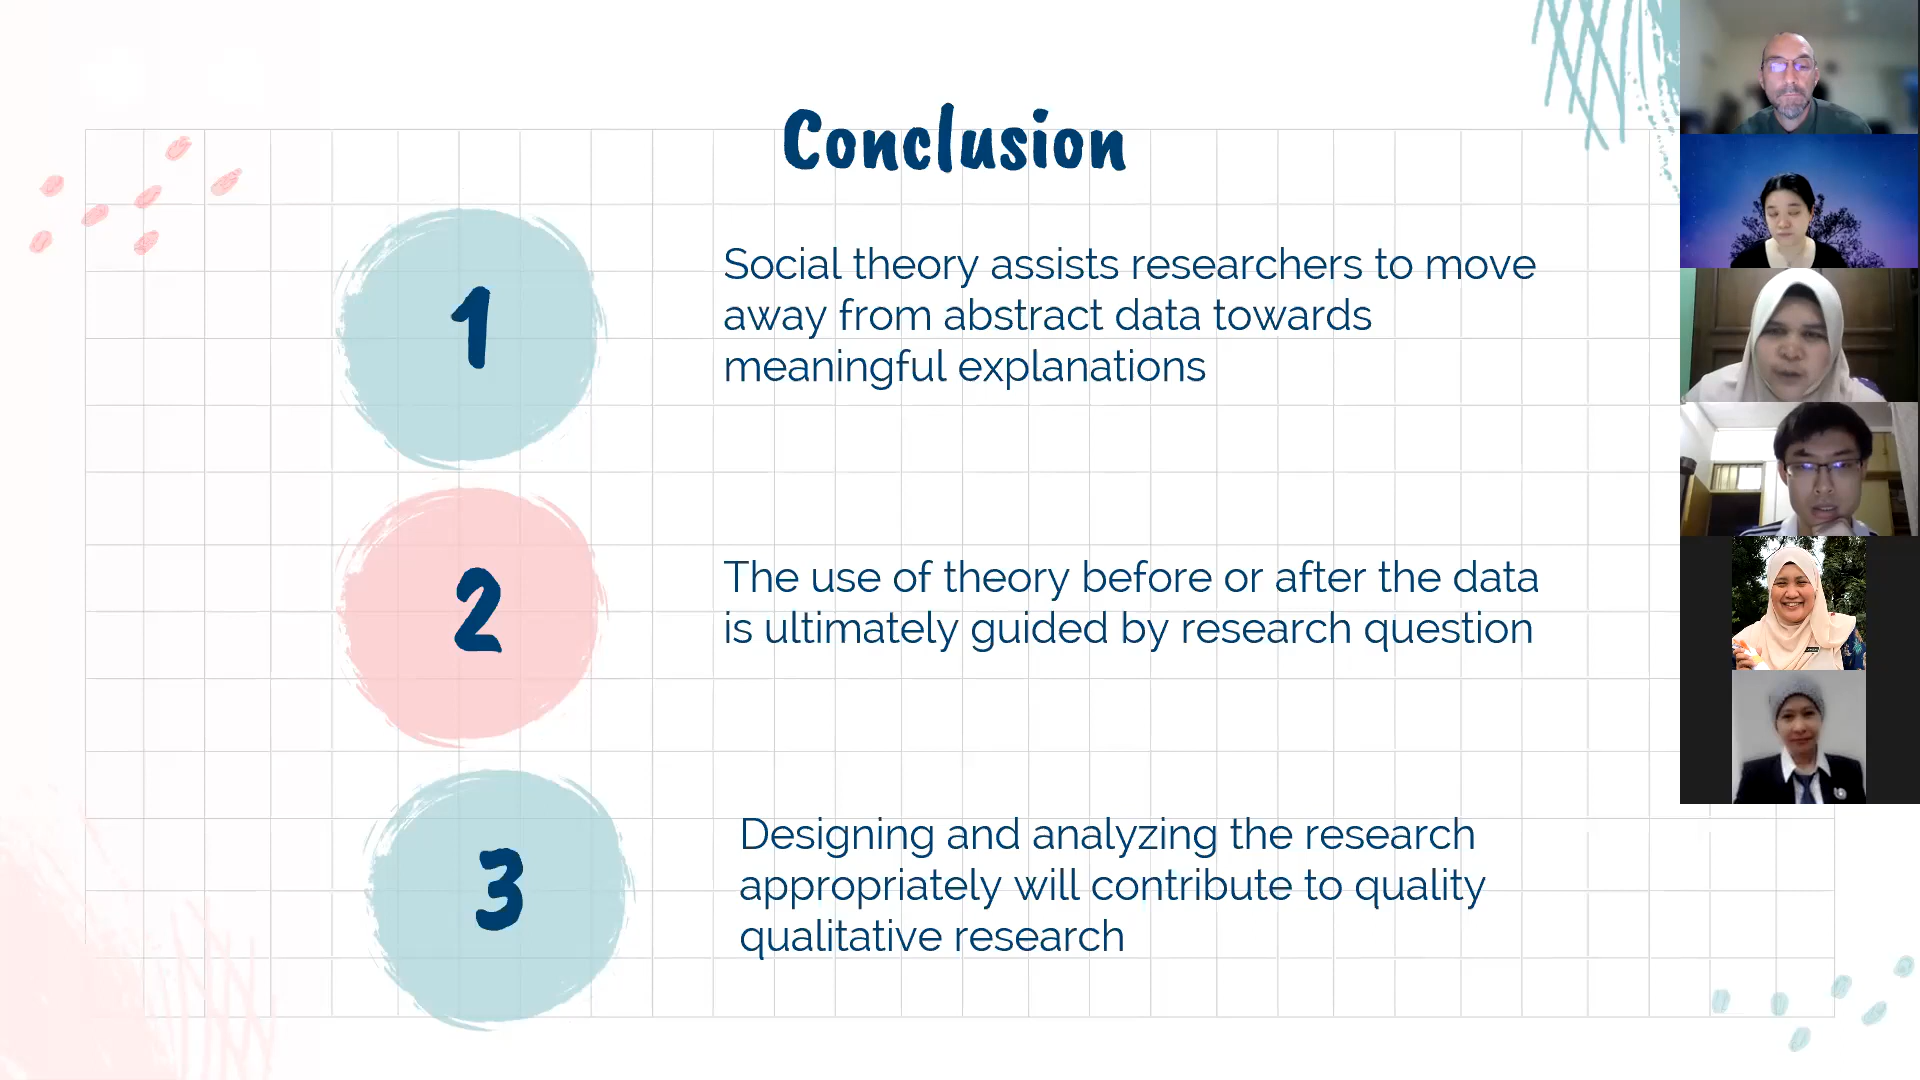 Conclusion
1
Social theory assists researchers to move
away from abstract data towards
meaningful explanations
2
The use of theory before or after the data
is ultimately guided by research question
3
Designing and analyzing the research
appropriately will contribute to quality
qualitative research